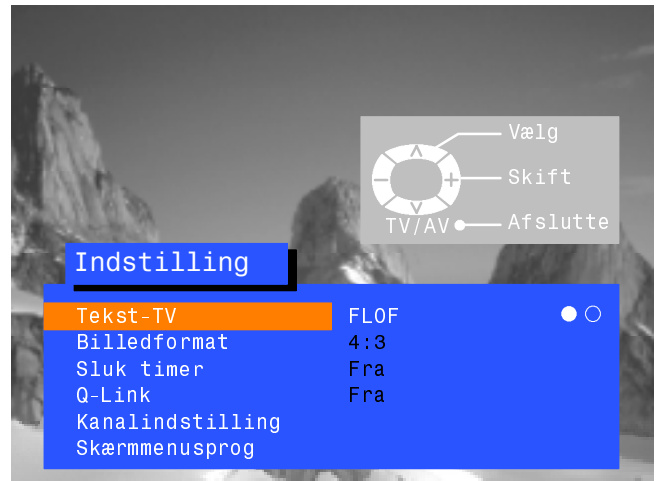 Vælg
Skift
TV/AV Afslutte
Indstilling
Tekst-TV FLOF
Billedformat 4:3
Sluk timer Fra
Q-Link Fra
Kanalindstilling
Skærmmenusprog